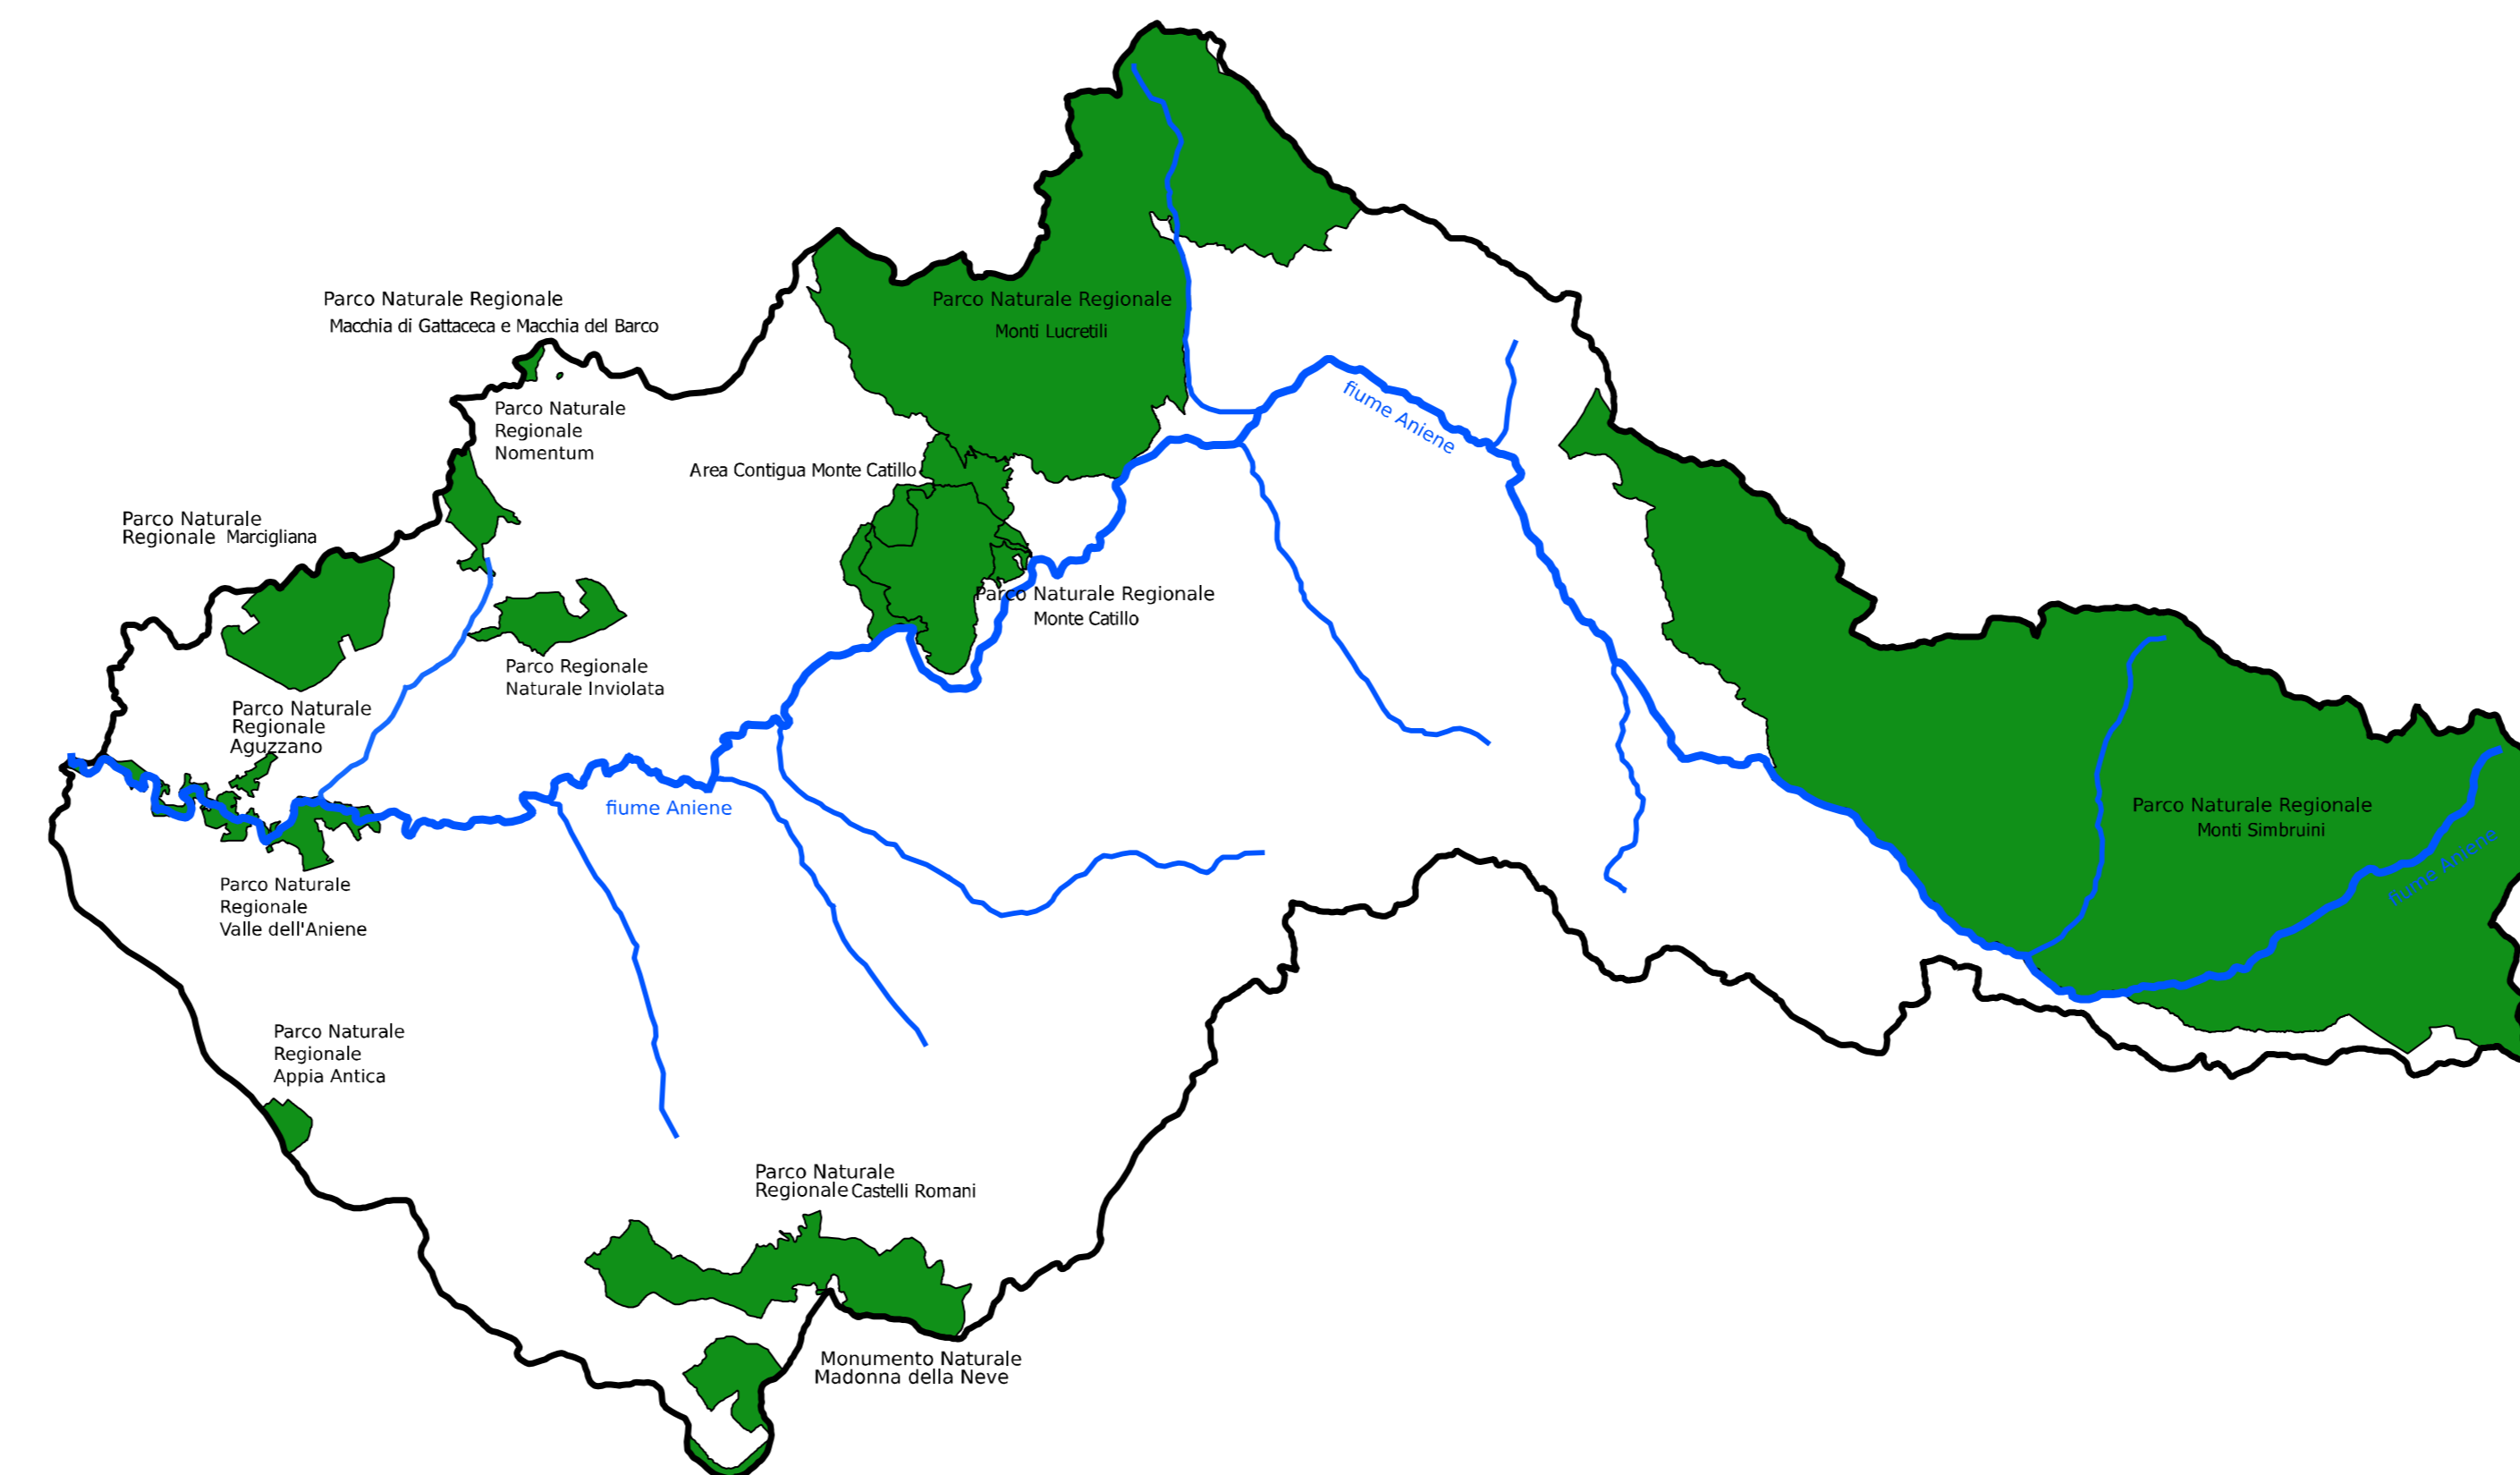 Parco Naturale Regionale
Macchia di Gattaceca e Macchia del Barco
Parco Naturale Regionale
Monti Lucretili
fiume Aniene
Parco Naturale
Regionale
Nomentum
Area Contigua Monte Catillo
Parco Naturale
Regionale Marcigliana
Parco Naturale Regionale
Monte Catillo
Parco Regionale
Naturale Inviolata
Parco Naturale
Regionale
Aguzzano
fiume Aniene
Parco Naturale Regionale
Monti Simbruini
fiume Aniene
Parco Naturale
Regionale
Valle dell'Aniene
Parco Naturale
Regionale
Appia Antica
Parco Naturale
Regionale Castelli Romani
Monumento Naturale
Madonna della Neve